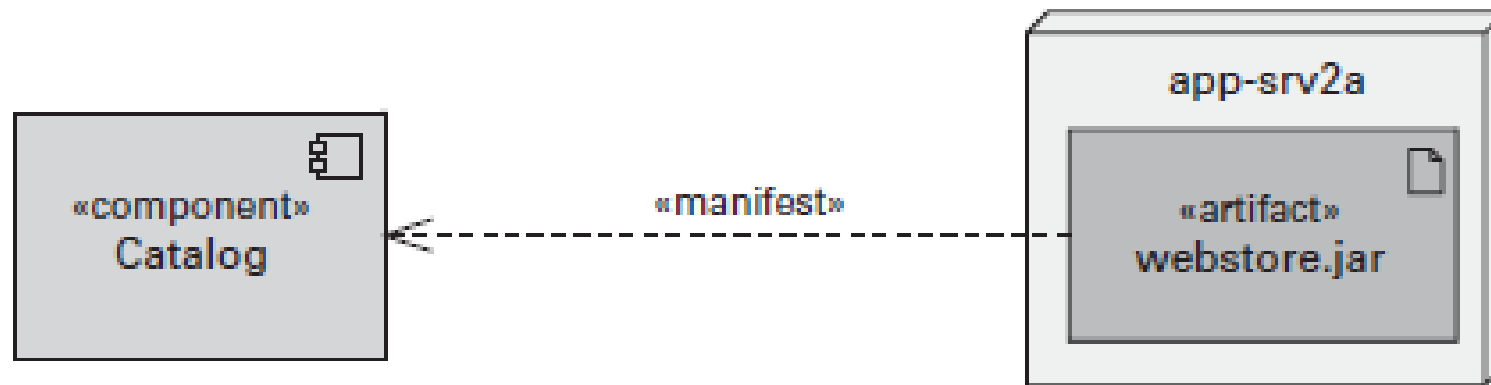 «component»
Catalog
«manifest»
app-srv2a
«artifact»
webstore.jar